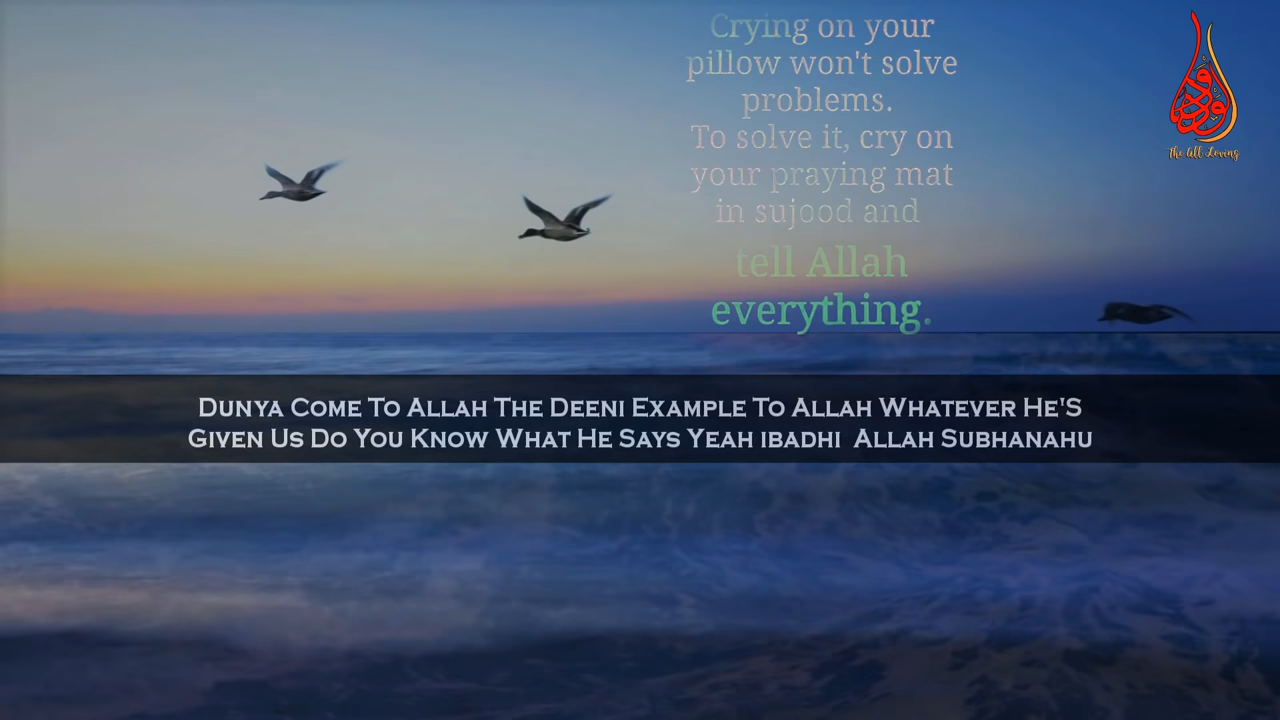 Crying on your
pillow won't solve
problems.
To solve it, cry on
your praying mat
in sujood and
tell Allah
everything.
The All Loving
DUNYA COME TO ALLAH THE DEENI EXAMPLE TO ALLAH WHATEVER HE'S
GIVEN US DO YOU KNOW WHAT HE SAYS YEAH IBADHI ALLAH SUBHANAHU